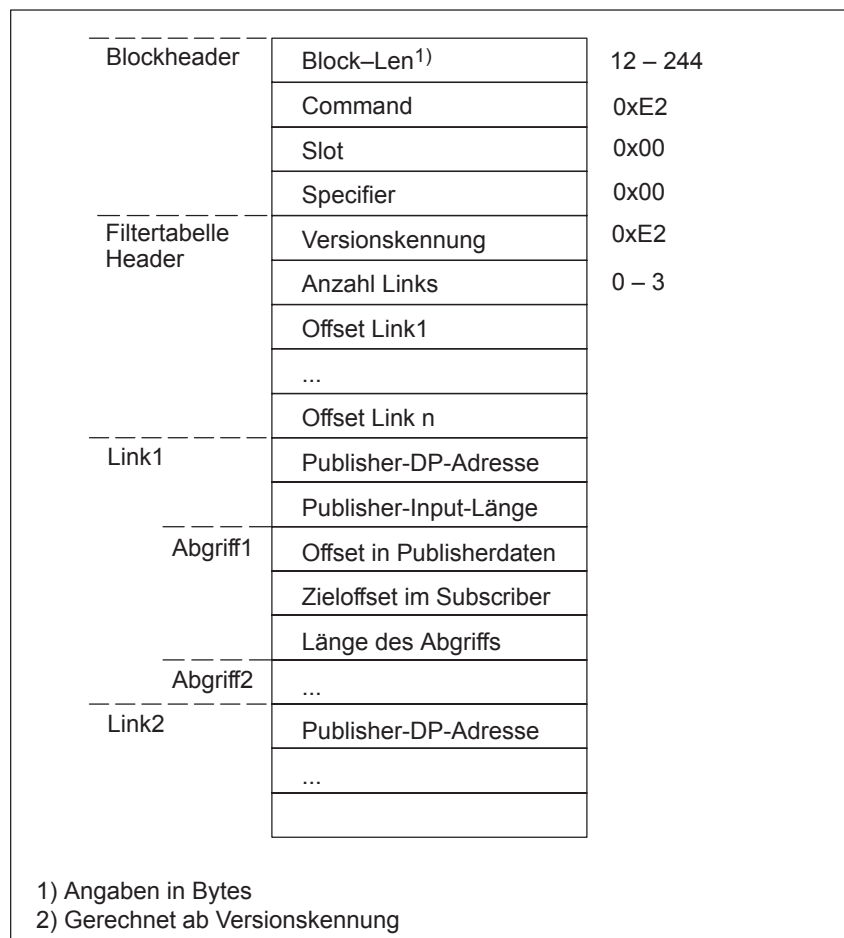 Blockheader Block–Len1) 12 – 244
Command 0xE2
Slot 0x00
Specifier 0x00
Filtertabelle Header Versionskennung 0xE2
Anzahl Links 0 – 3
Offset Link1
...
Offset Link n
Link1 Publisher-DP-Adresse
Publisher-Input-Länge
Abgriff1 Offset in Publisherdaten
Zieloffset im Subscriber
Länge des Abgriffs
Abgriff2 ...
Link2 Publisher-DP-Adresse
...
1) Angaben in Bytes
2) Gerechnet ab Versionskennung